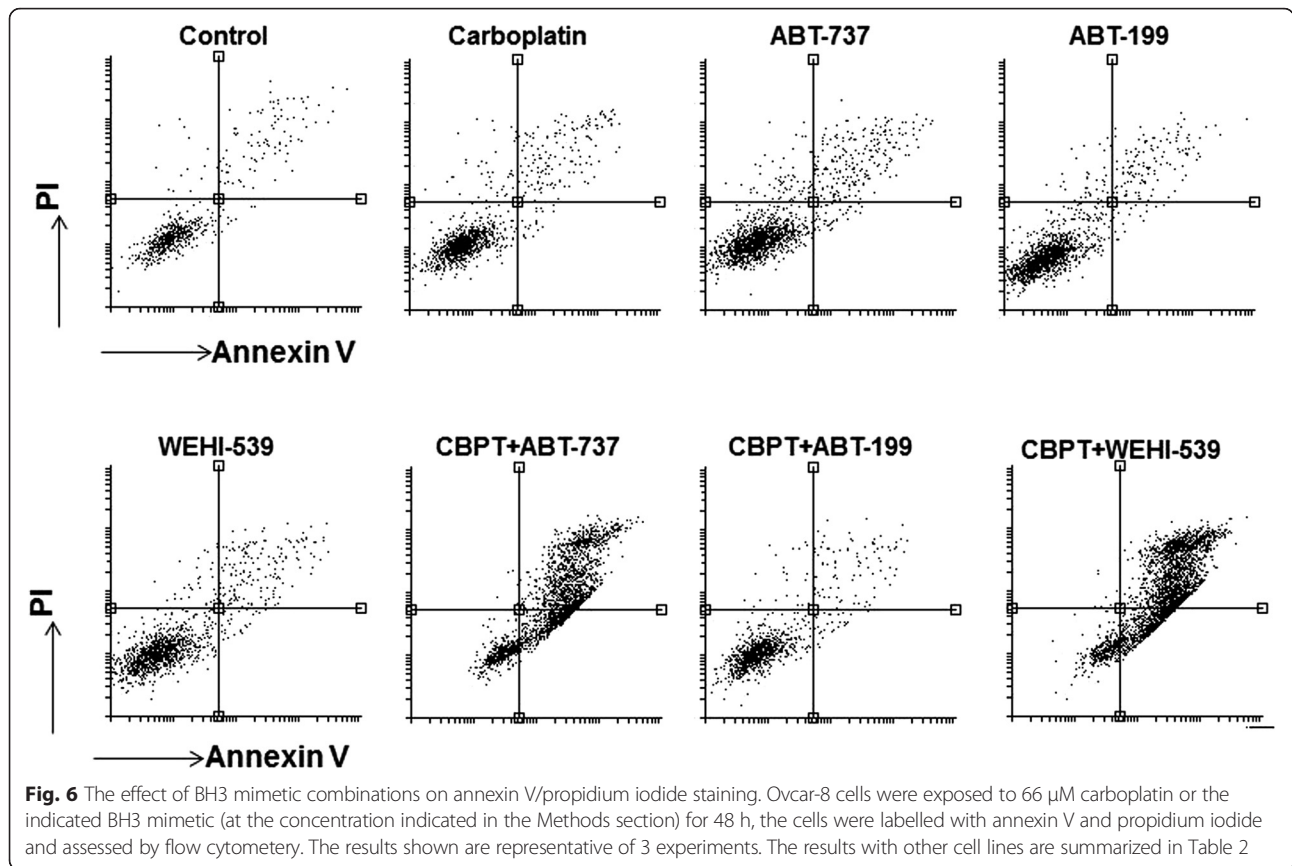 Control
Carboplatin
ABT-737
ABT-199
PI
Annexin V
WEHI-539
CBPT+ABT-737
CBPT+ABT-199
CBPT+WEHI-539
PI
Annexin V
Fig. 6 The effect of BH3 mimetic combinations on annexin V/propidium iodide staining. Ovcar-8 cells were exposed to 66 μM carboplatin or the
indicated BH3 mimetic (at the concentration indicated in the Methods section) for 48 h, the cells were labelled with annexin V and propidium iodide
and assessed by flow cytometery. The results shown are representative of 3 experiments. The results with other cell lines are summarized in Table 2